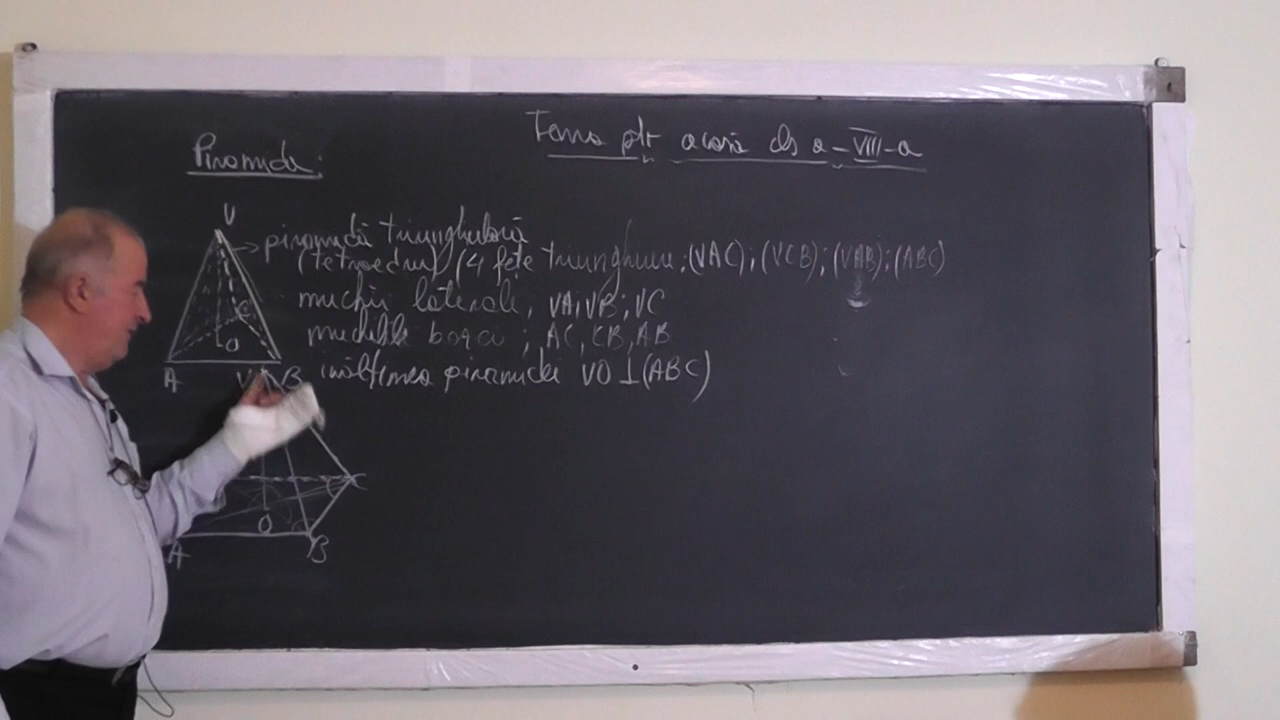 Tema ptr acasă cls a-VIII-a
Piramida:
V
piramidă triunghiulară
(tetraedru) (4 fețe triunghiuri; (VAC); (VCB); (VAB); (ABC)
muchii laterale; VA; VB; VC
C
muchiile bazei; AC, CB, AB
O
înălțimea piramidei VO ⊥ (ABC)
A V B
C
O
A B